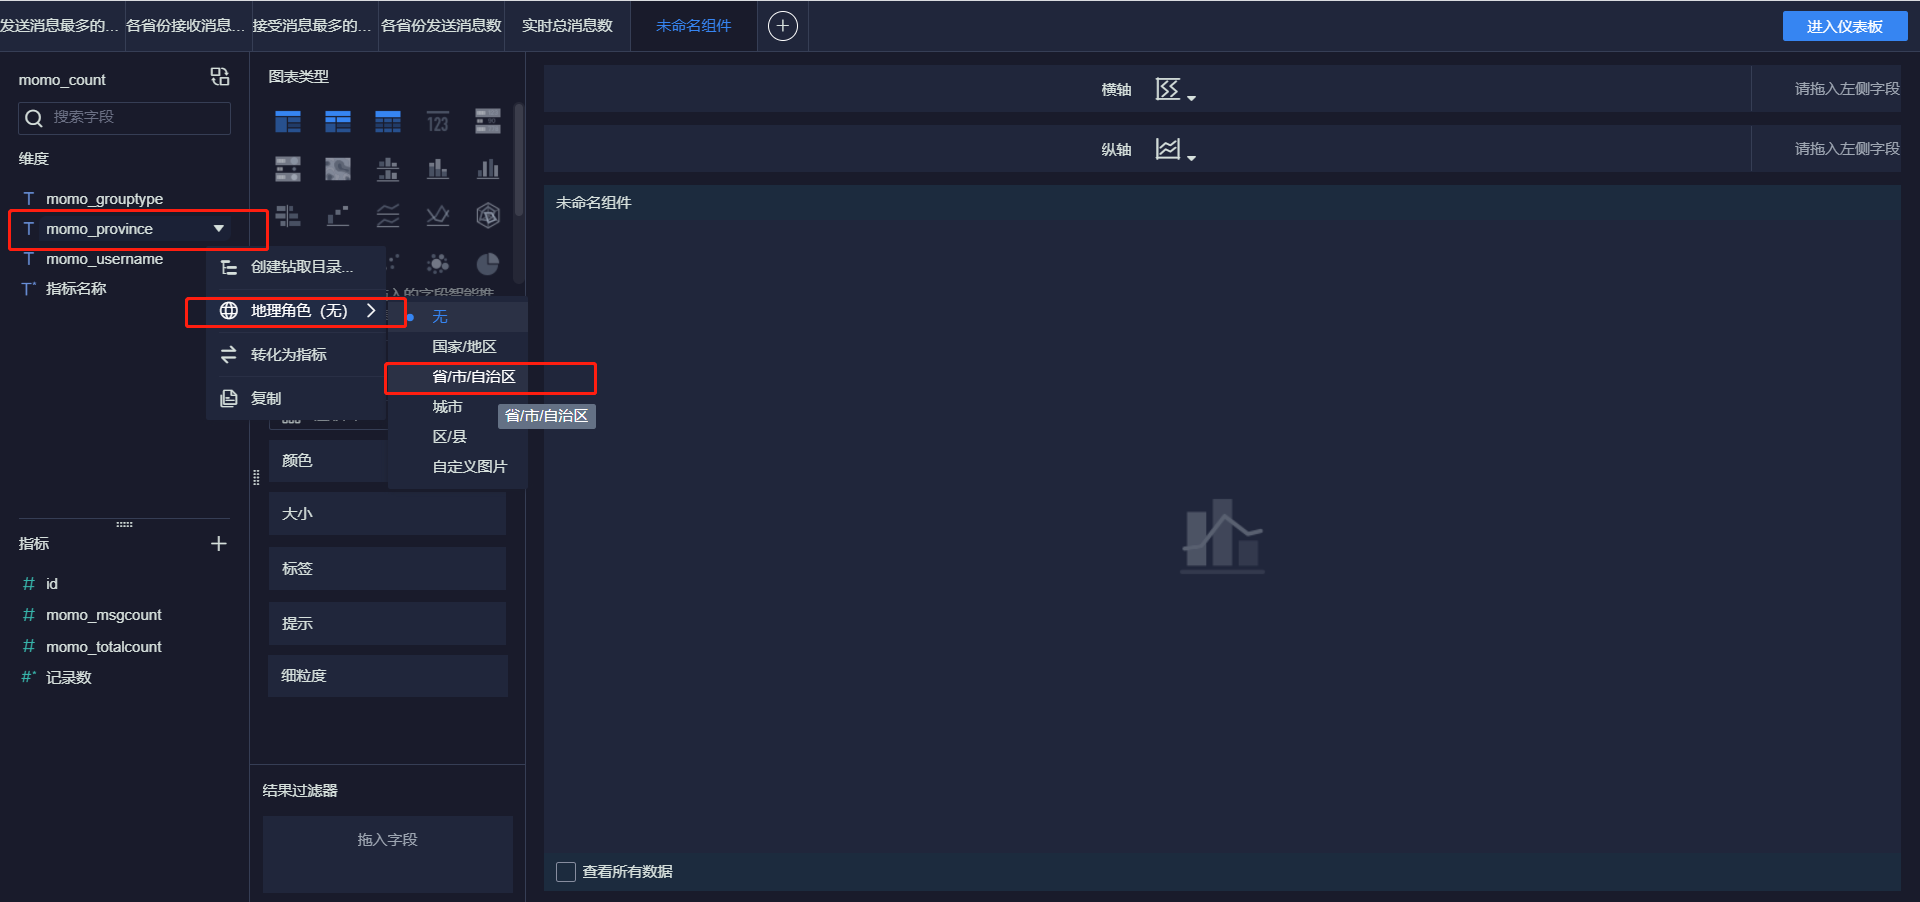 发送消息最多的...
各省份接收消息...
接受消息最多的...
各省份发送消息数
实时总消息数
未命名组件
进入仪表板
momo_count
搜索字段
维度
T momo_grouptype
T momo_province
T momo_username
T* 指标名称
创建钻取目录...
地理角色 (无)
转化为指标
复制
指标
# id
# momo_msgcount
# momo_totalcount
#* 记录数
图表类型
123
入的字段智能推
无
国家/地区
省/市/自治区
城市
区/县
自定义图片
省/市/自治区
颜色
大小
标签
提示
细粒度
结果过滤器
拖入字段
横轴
请拖入左侧字段
纵轴
请拖入左侧字段
未命名组件
查看所有数据